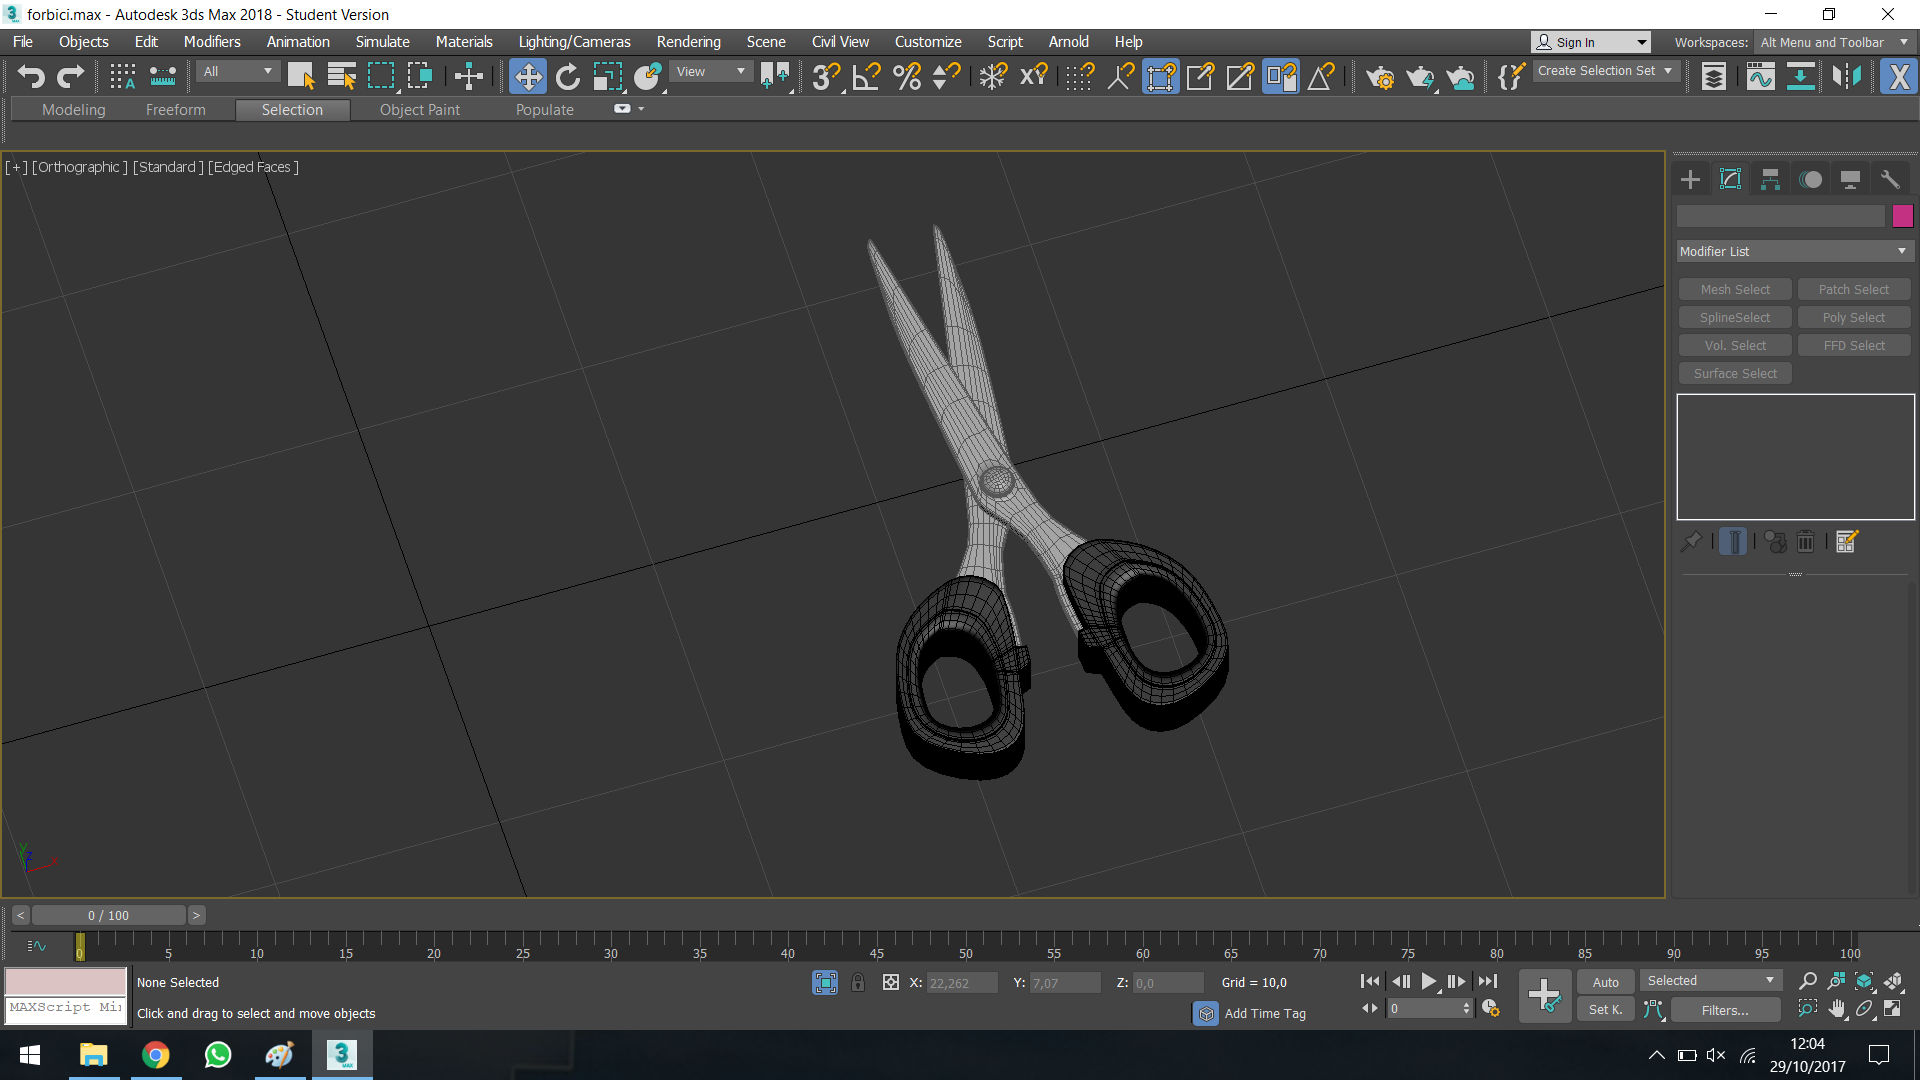 forbici.max - Autodesk 3ds Max 2018 - Student Version
File Objects Edit Modifiers Animation Simulate Materials Lighting/Cameras Rendering Scene Civil View Customize Script Arnold Help
Sign In
Workspaces: Alt Menu and Toolbar
All
View
Create Selection Set
Modeling Freeform Selection Object Paint Populate
[ + ] [Orthographic ] [Standard ] [Edged Faces ]
Modifier List
Mesh Select Patch Select
SplineSelect Poly Select
Vol. Select FFD Select
Surface Select
y z x
< 0 / 100 >
0 5 10 15 20 25 30 35 40 45 50 55 60 65 70 75 80 85 90 95 100
None Selected
X: 22,262 Y: 7,07 Z: 0,0 Grid = 10,0
Auto Selected
MAXScript Mi
Click and drag to select and move objects
Add Time Tag
0
Set K. Filters...
3 MAX
12:04
29/10/2017